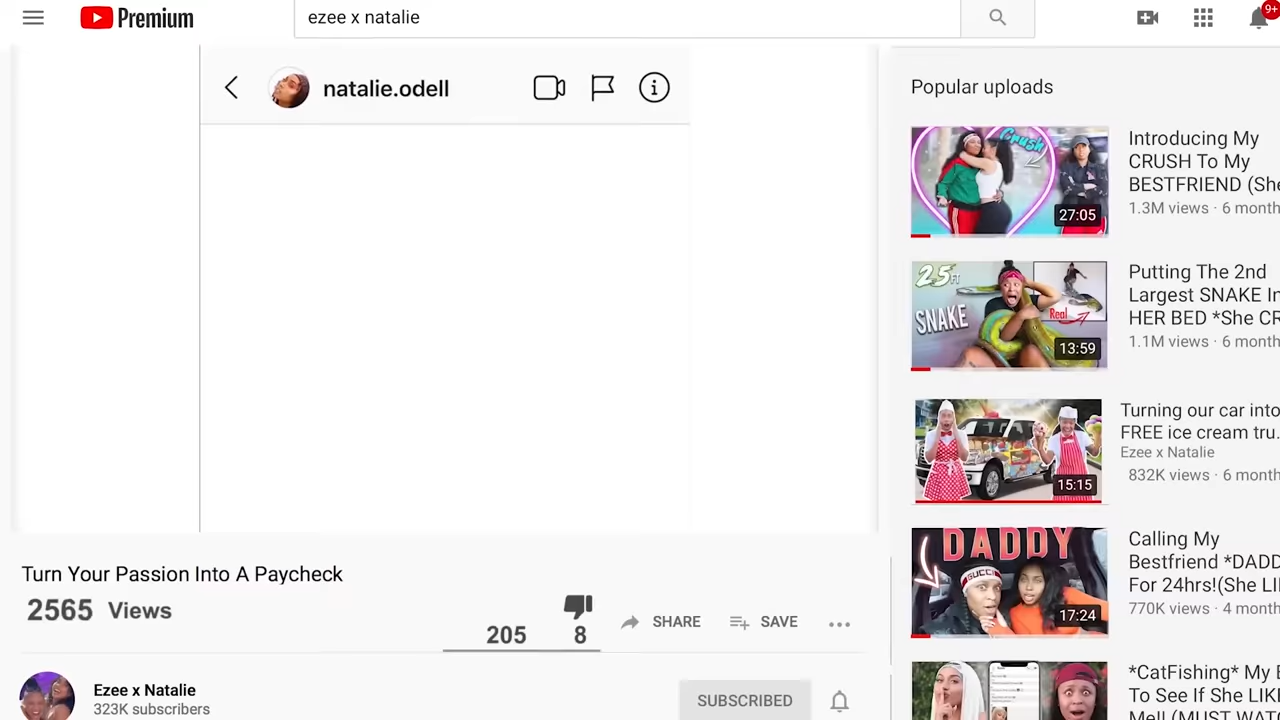 Premium
ezee x natalie
9+
natalie.odell
Popular uploads
Crush
27:05
Introducing My
CRUSH To My
BESTFRIEND (She
1.3M views · 6 month
25FT
SNAKE
Real
13:59
Putting The 2nd
Largest SNAKE In
HER BED *She CR
1.1M views · 6 month
15:15
Turning our car into
FREE ice cream tru...
Ezee x Natalie
832K views · 6 month
DADDY
GUCCI
17:24
Calling My
Bestfriend *DADD
For 24hrs!(She LI
770K views · 4 month
*CatFishing* My B
To See If She LIK
Me!! (MUST WAT
Turn Your Passion Into A Paycheck
2565 Views
205
8
SHARE
SAVE
Ezee x Natalie
323K subscribers
SUBSCRIBED